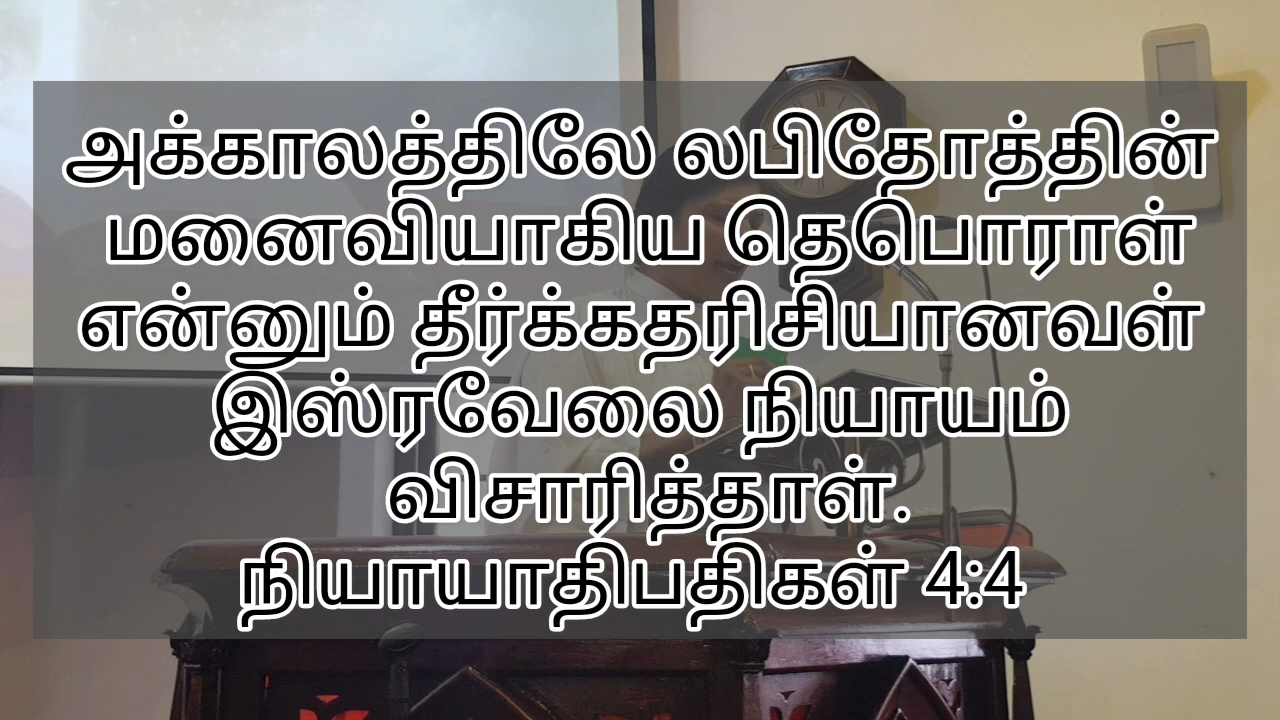 அக்காலத்திலே லபிதோத்தின்
மனைவியாகிய தெபொராள்
என்னும் தீர்க்கதரிசியானவள்
இஸ்ரவேலை நியாயம்
விசாரித்தாள்.
நியாயாதிபதிகள் 4:4